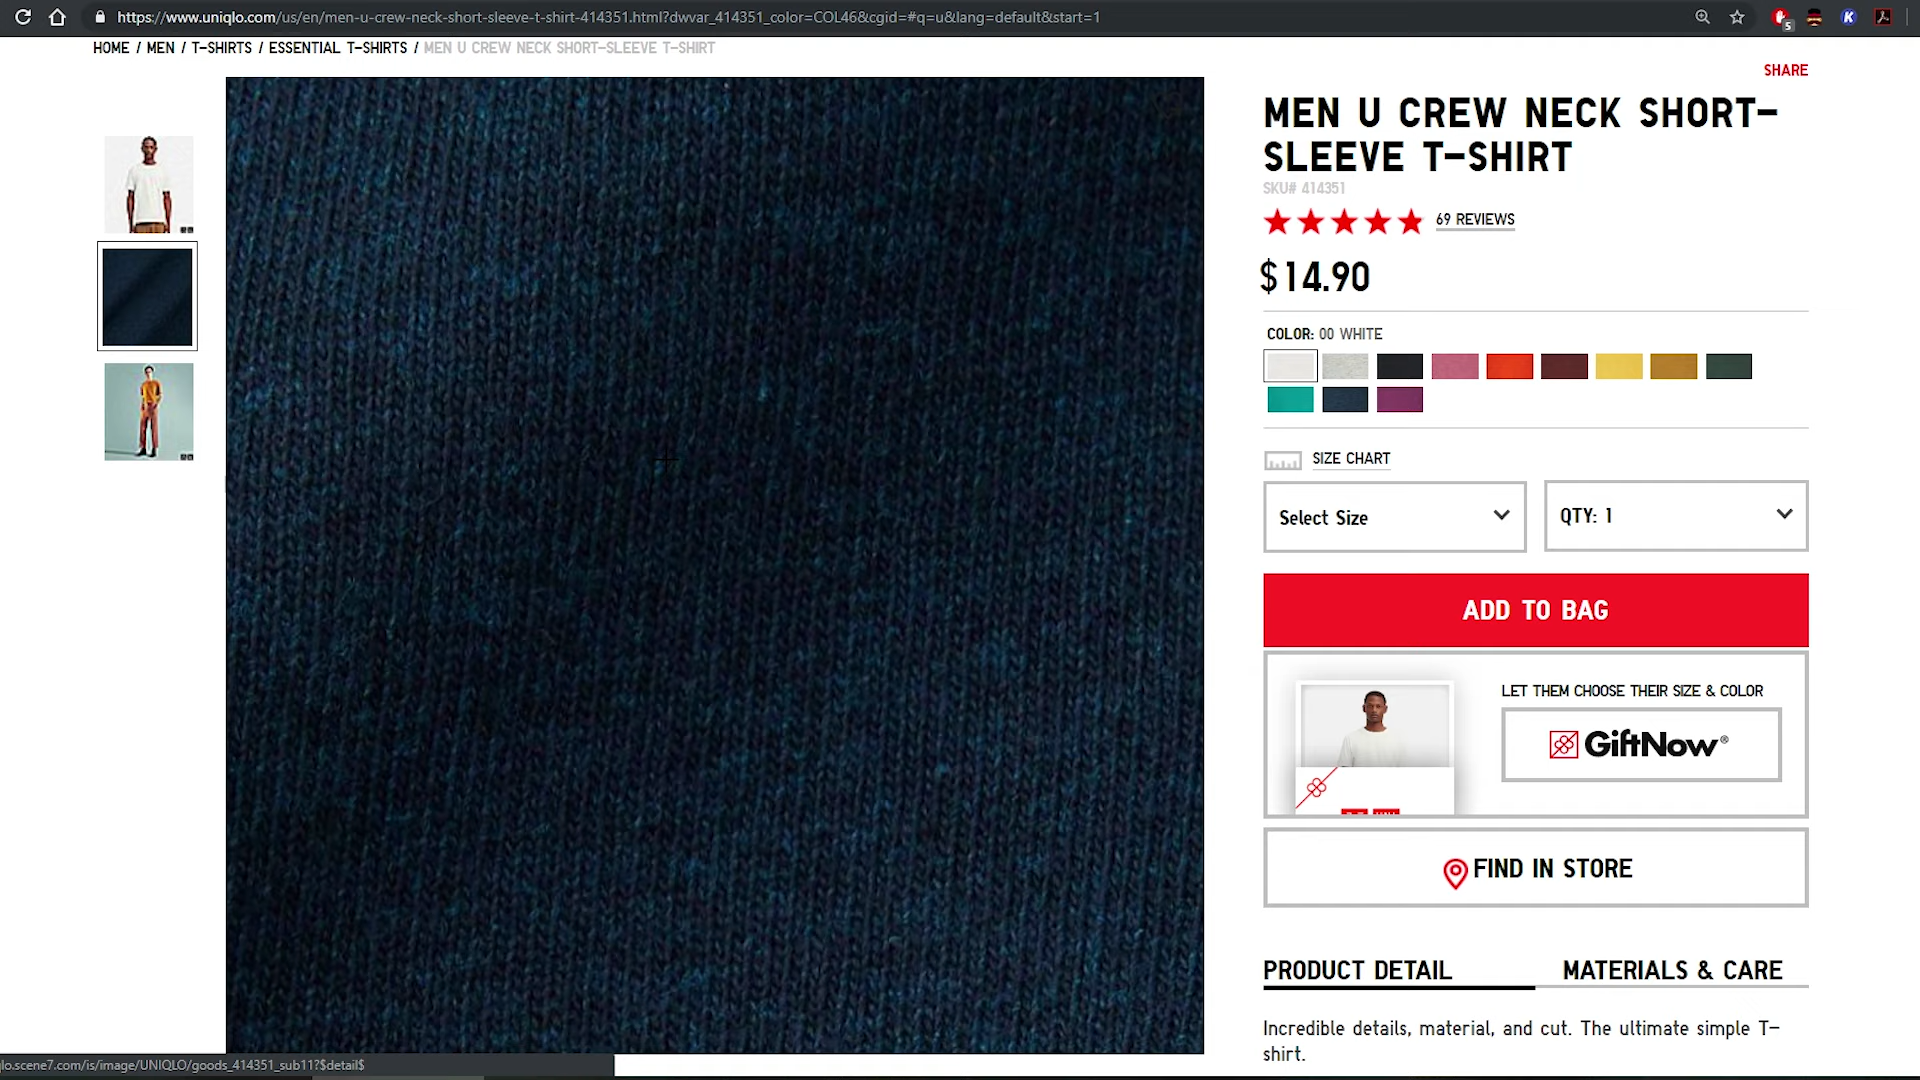 https://www.uniqlo.com/us/en/men-u-crew-neck-short-sleeve-t-shirt-414351.html?dwvar_414351_color=COL46&cgid=#q=u&lang=default&start=1
5
K
HOME / MEN / T-SHIRTS / ESSENTIAL T-SHIRTS / MEN U CREW NECK SHORT-SLEEVE T-SHIRT
SHARE
MEN U CREW NECK SHORT-
SLEEVE T-SHIRT
SKU# 414351
69 REVIEWS
$14.90
COLOR: 00 WHITE
SIZE CHART
Select Size
QTY: 1
ADD TO BAG
LET THEM CHOOSE THEIR SIZE & COLOR
GiftNow®
FIND IN STORE
PRODUCT DETAIL
MATERIALS & CARE
Incredible details, material, and cut. The ultimate simple T-
shirt.
lo.scene7.com/is/image/UNIQLO/goods_414351_sub11?$detail$